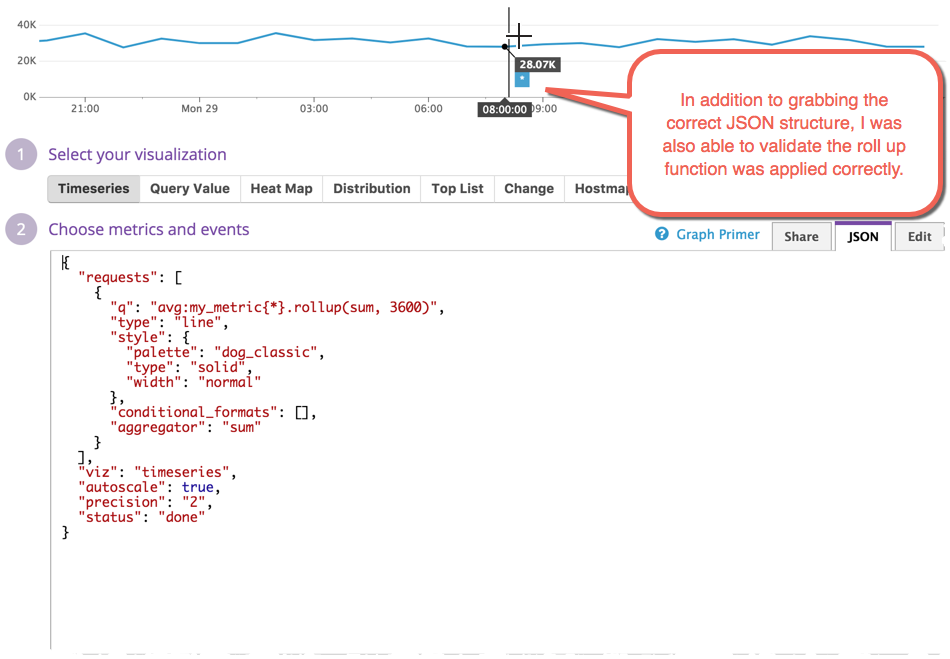 40K
20K
28.07K
*
0K
21:00
Mon 29
03:00
06:00
08:00:00
09:00
In addition to grabbing the
correct JSON structure, I was
also able to validate the roll up
function was applied correctly.
1
Select your visualization
Timeseries Query Value Heat Map Distribution Top List Change Hostmap
2
Choose metrics and events
? Graph Primer Share JSON Edit
{
"requests": [
{
"q": "avg:my_metric{*}.rollup(sum, 3600)",
"type": "line",
"style": {
"palette": "dog_classic",
"type": "solid",
"width": "normal"
},
"conditional_formats": [],
"aggregator": "sum"
}
],
"viz": "timeseries",
"autoscale": true,
"precision": "2",
"status": "done"
}